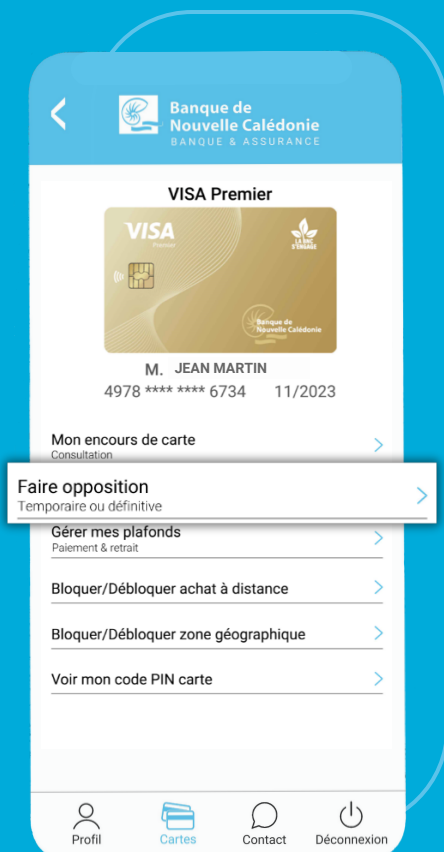 Banque de
Nouvelle Calédonie
BANQUE & ASSURANCE
VISA Premier
VISA
Premier
LA BNC
S'ENGAGE
Banque de
Nouvelle Calédonie
M. JEAN MARTIN
4978 **** **** 6734 11/2023
Mon encours de carte
Consultation
Faire opposition
Temporaire ou définitive
Gérer mes plafonds
Paiement & retrait
Bloquer/Débloquer achat à distance
Bloquer/Débloquer zone géographique
Voir mon code PIN carte
Profil
Cartes
Contact
Déconnexion